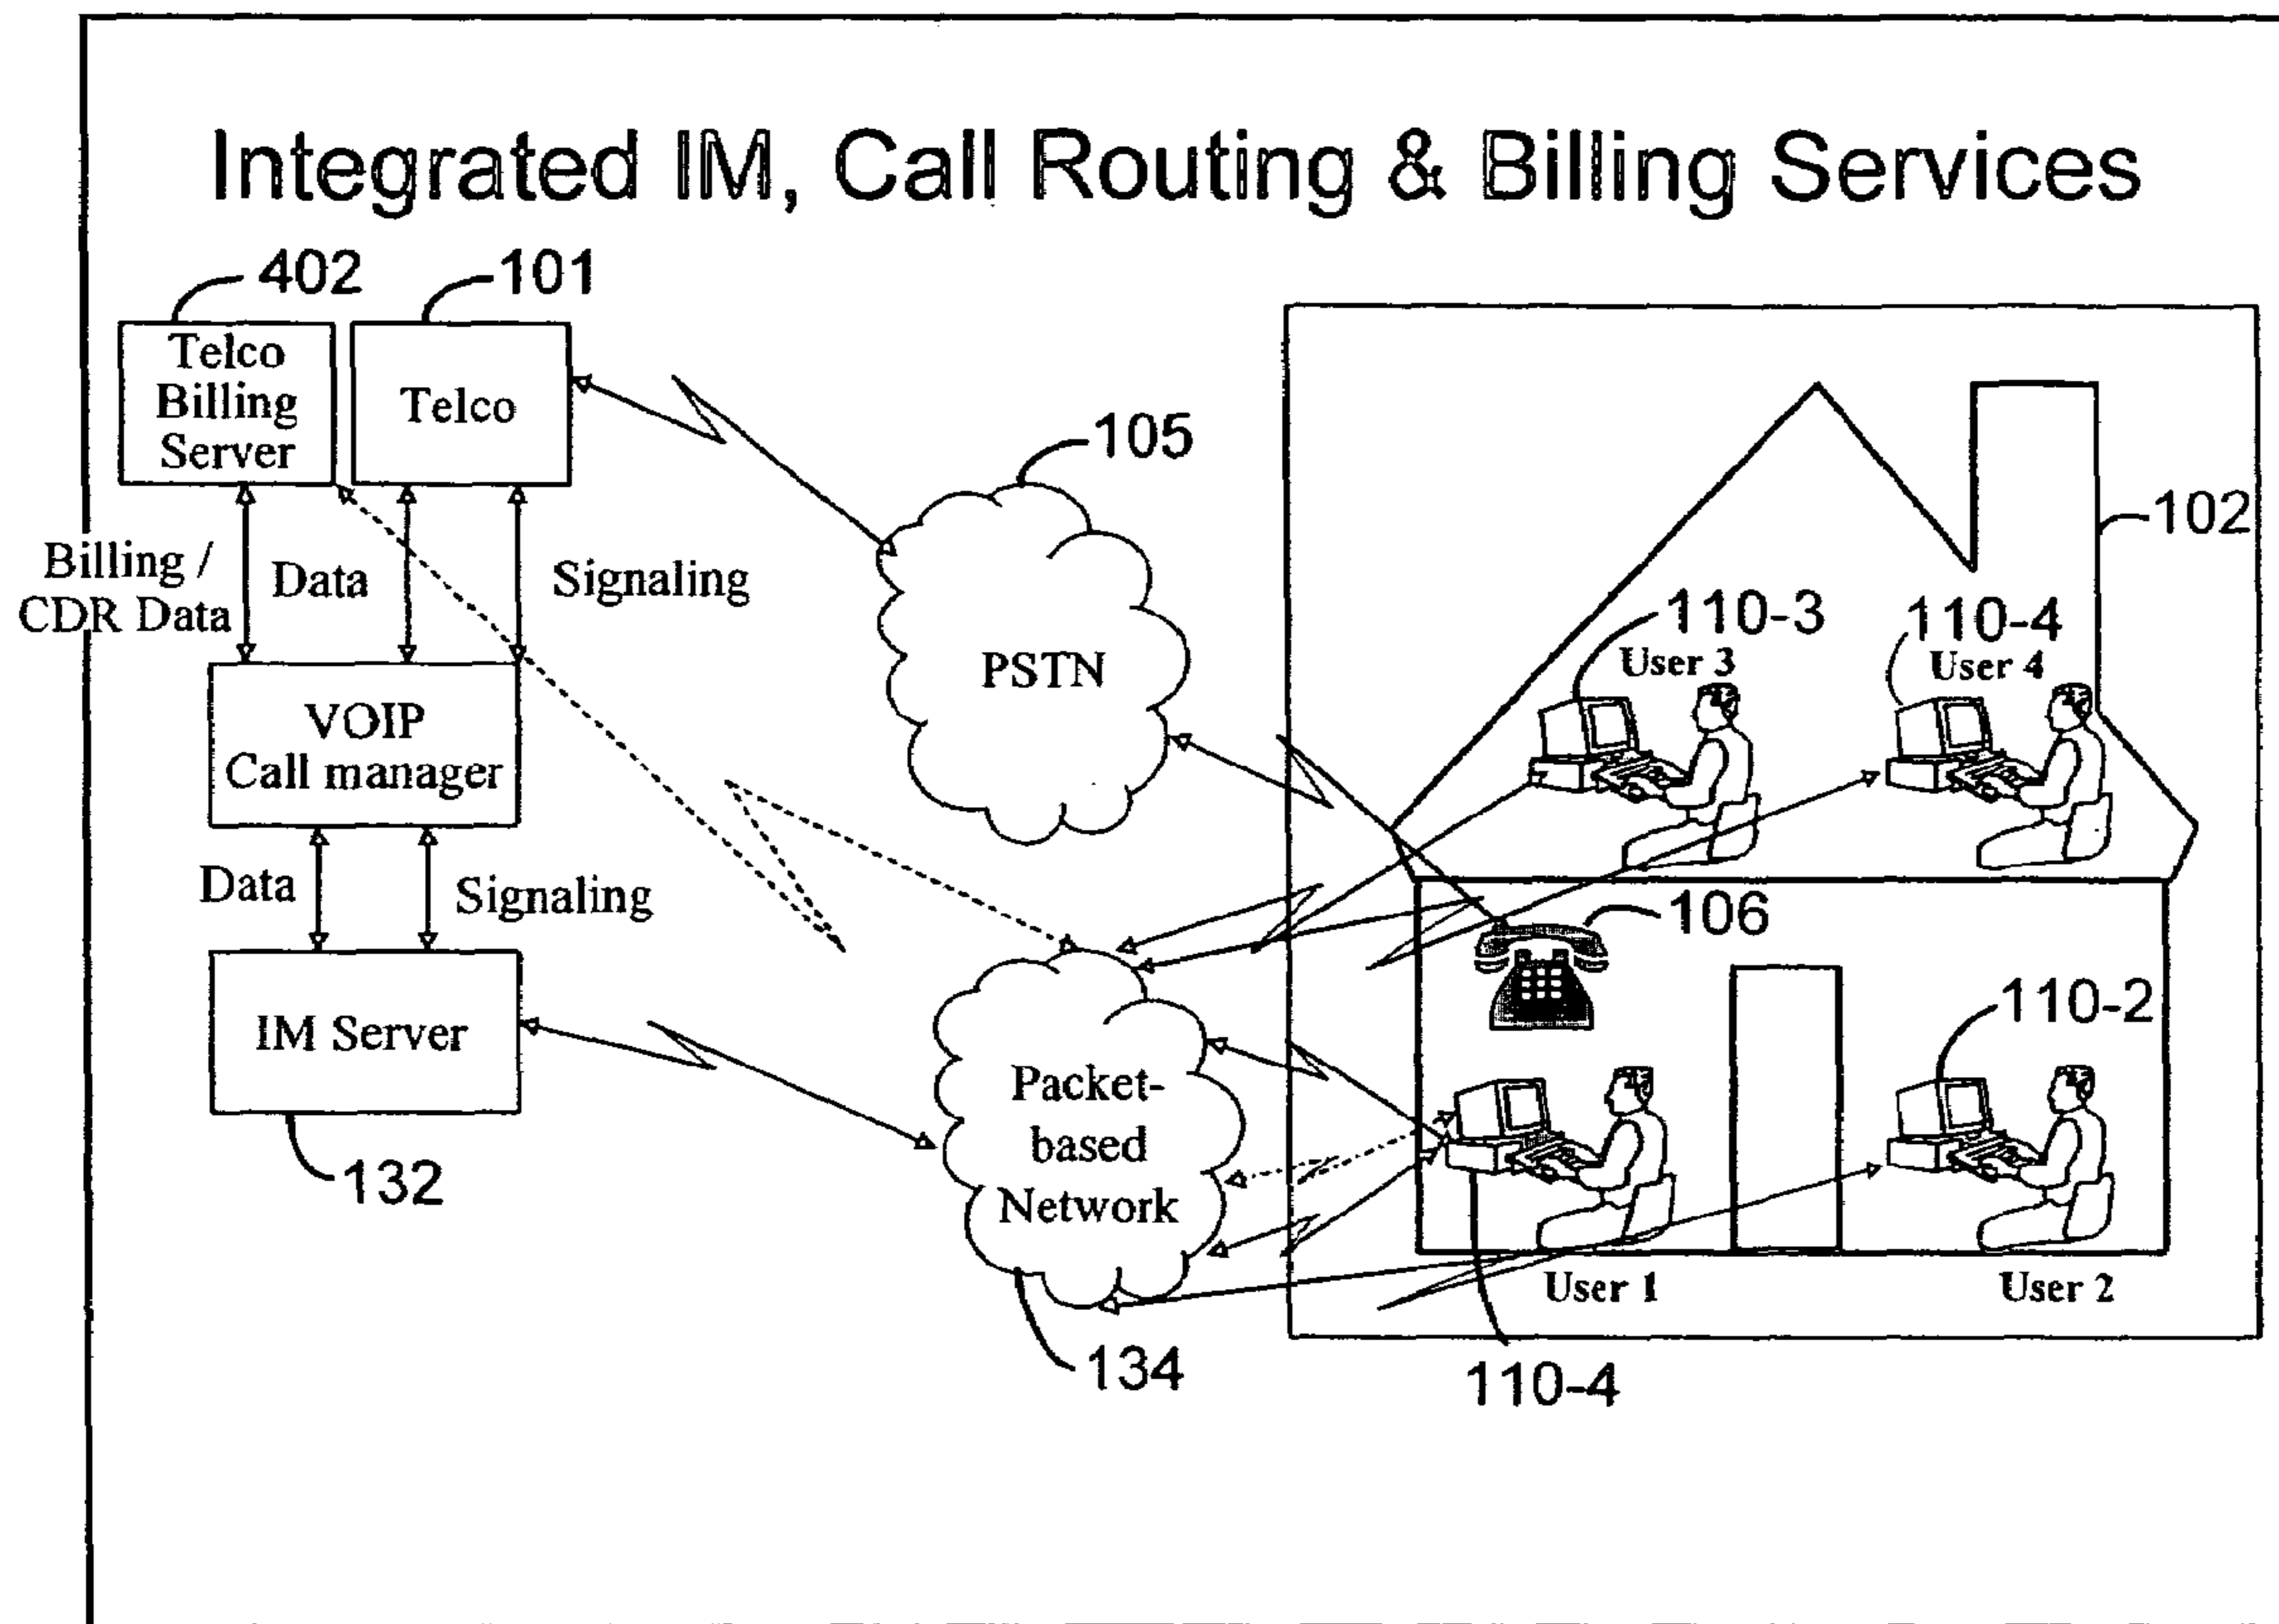 Integrated IM, Call Routing & Billing Services
402
101
Telco
Billing
Server
Telco
105
102
Billing /
CDR Data
Data
Signaling
PSTN
110-3
User 3
110-4
User 4
VOIP
Call manager
Data
Signaling
106
IM Server
132
Packet-
based
Network
134
110-2
User 1
User 2
110-4